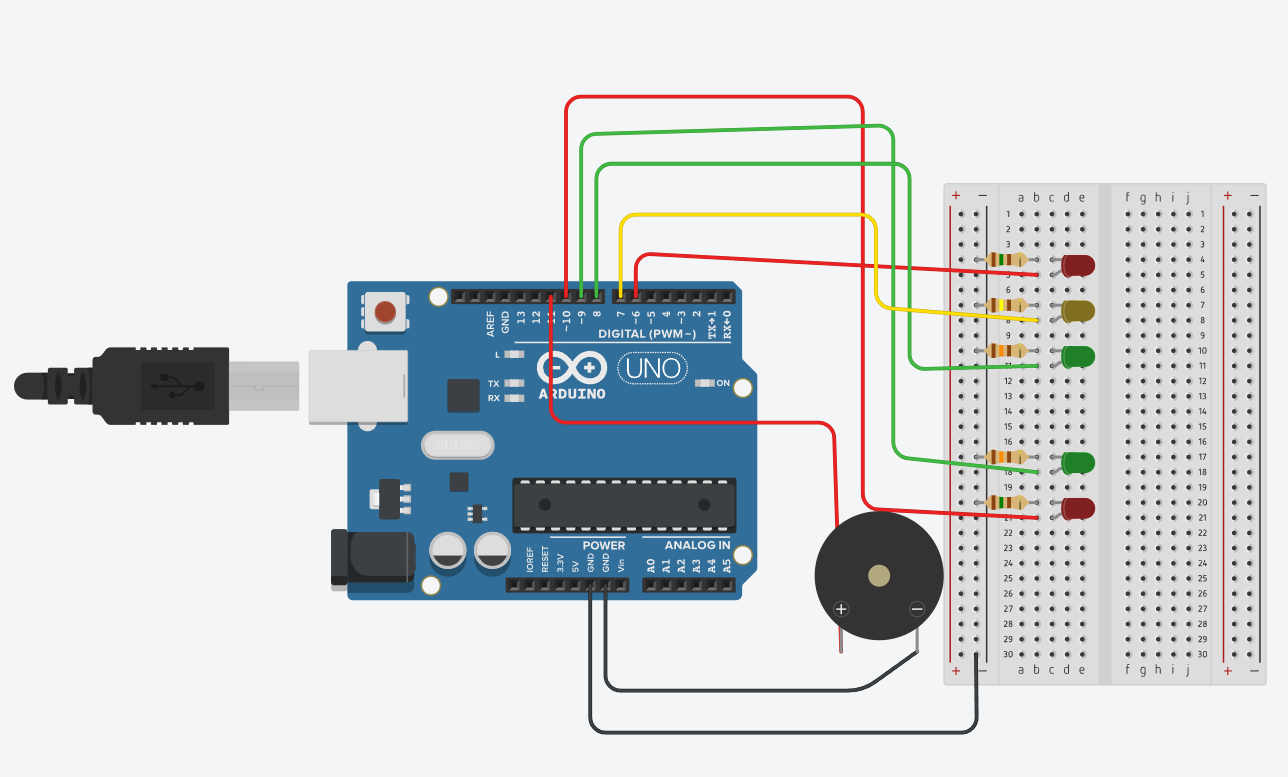 + − a b c d e f g h i j + −
1 1
2 2
3 3
4 4
5 5
6 6
7 7
8 8
9 9
10 10
11 11
12 12
13 13
14 14
15 15
16 16
17 17
18 18
19 19
20 20
21 21
22 22
23 23
24 24
25 25
26 26
27 27
28 28
29 29
30 30
+ − a b c d e f g h i j + −
AREF
GND
13
12
~10
~9
8
7
~6
~5
4
~3
2
TX→1
RX←0
DIGITAL (PWM~)
L
TX
RX
UNO
ON
ARDUINO
POWER
ANALOG IN
IOREF
RESET
3.3V
5V
GND
GND
Vin
A0
A1
A2
A3
A4
A5
+ −